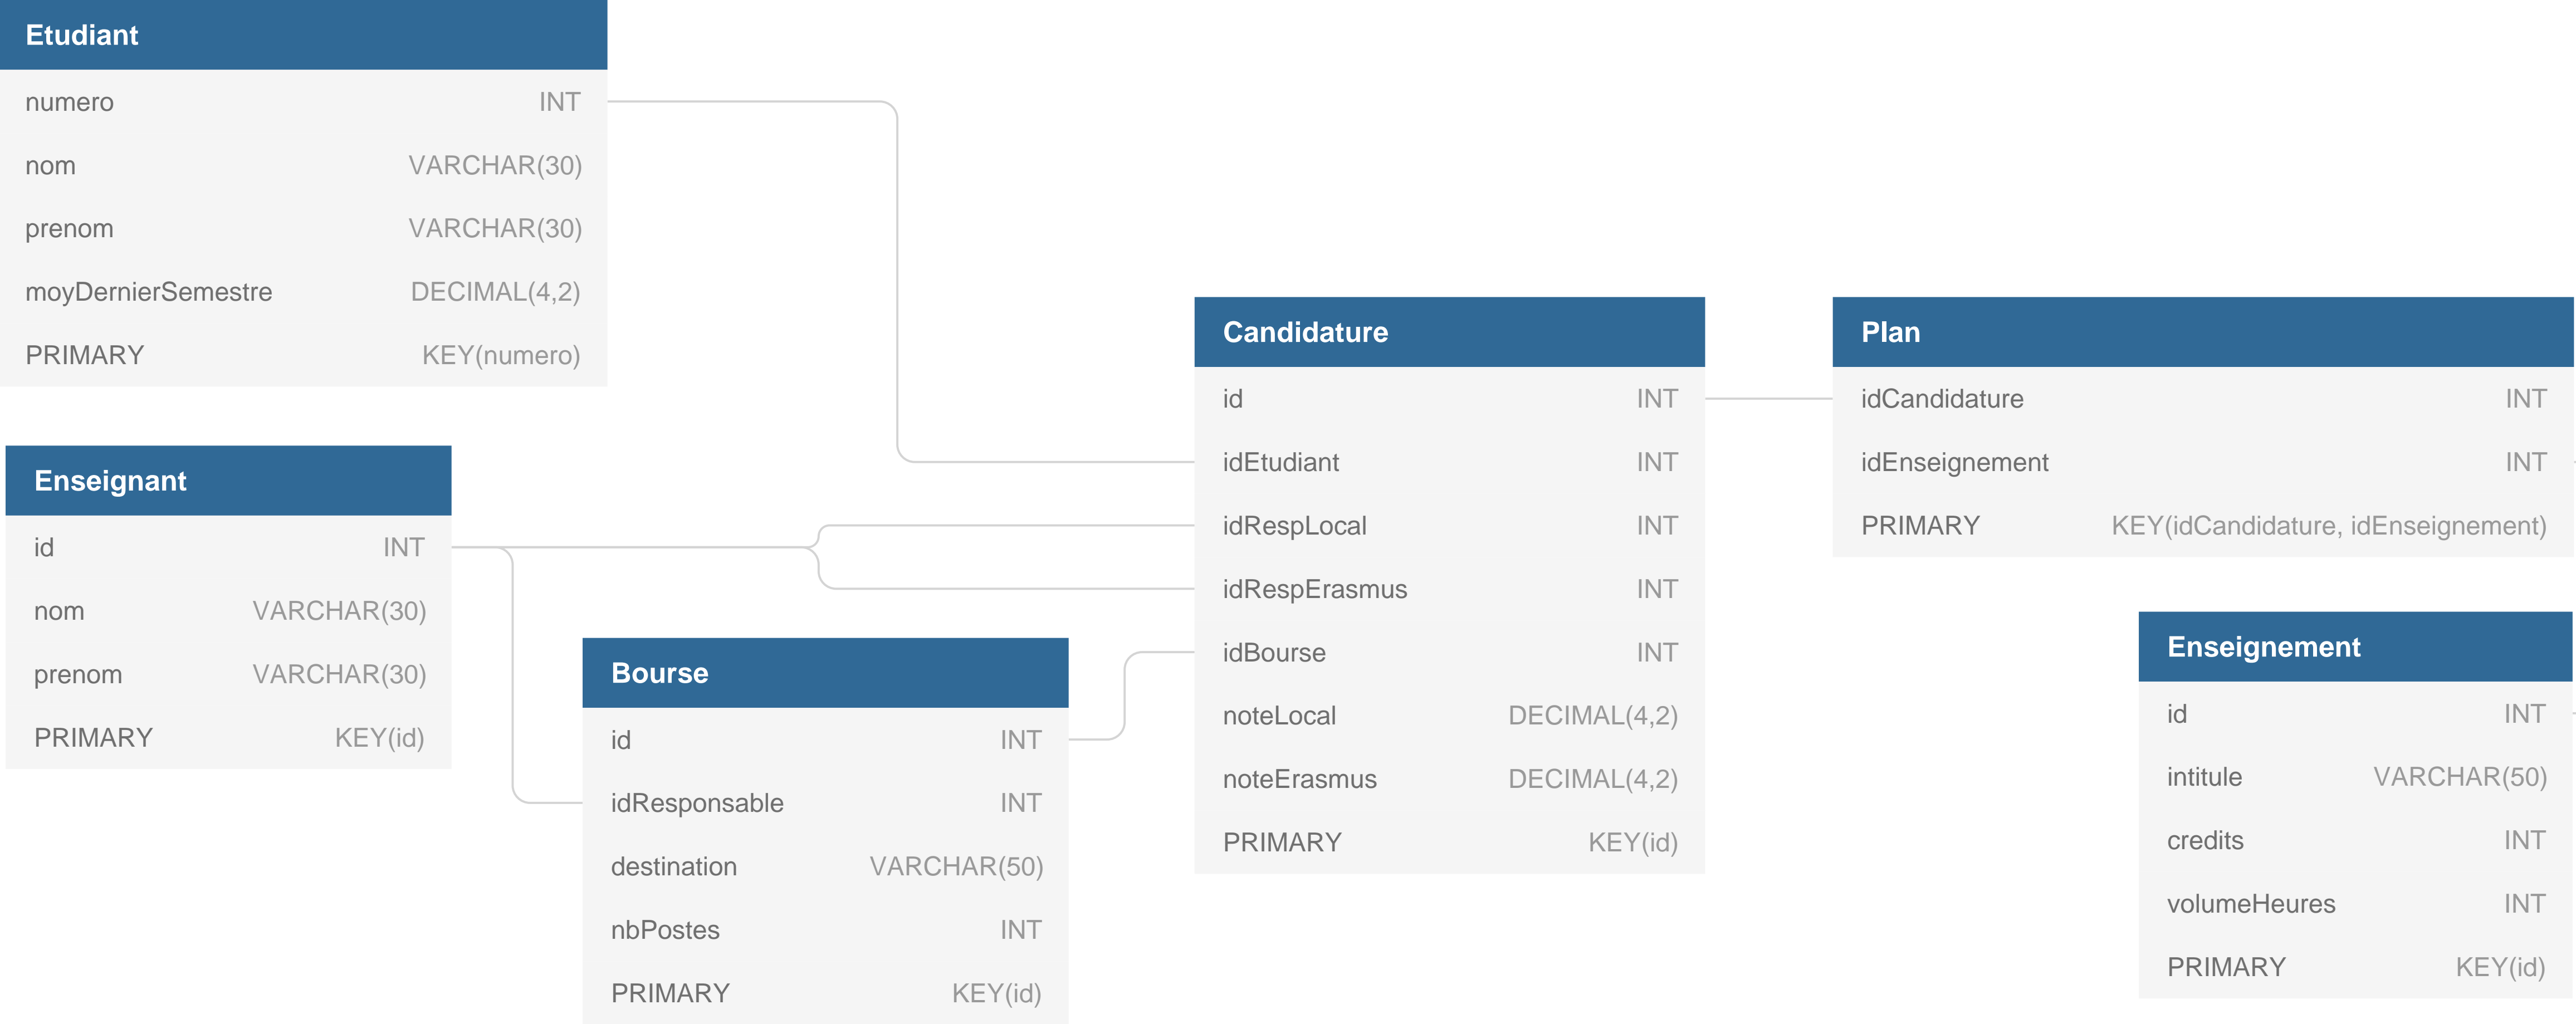 Etudiant
numero INT
nom VARCHAR(30)
prenom VARCHAR(30)
moyDernierSemestre DECIMAL(4,2)
PRIMARY KEY(numero)
Enseignant
id INT
nom VARCHAR(30)
prenom VARCHAR(30)
PRIMARY KEY(id)
Bourse
id INT
idResponsable INT
destination VARCHAR(50)
nbPostes INT
PRIMARY KEY(id)
Candidature
id INT
idEtudiant INT
idRespLocal INT
idRespErasmus INT
idBourse INT
noteLocal DECIMAL(4,2)
noteErasmus DECIMAL(4,2)
PRIMARY KEY(id)
Plan
idCandidature INT
idEnseignement INT
PRIMARY KEY(idCandidature, idEnseignement)
Enseignement
id INT
intitule VARCHAR(50)
credits INT
volumeHeures INT
PRIMARY KEY(id)